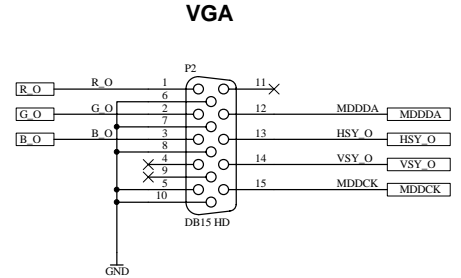 VGA
P2
R_O R_O 1 11
6
G_O G_O 2 12 MDDDA MDDDA
7
B_O B_O 3 13 HSY_O HSY_O
8
4 14 VSY_O VSY_O
9
5 15 MDDCK MDDCK
10
DB15 HD
GND